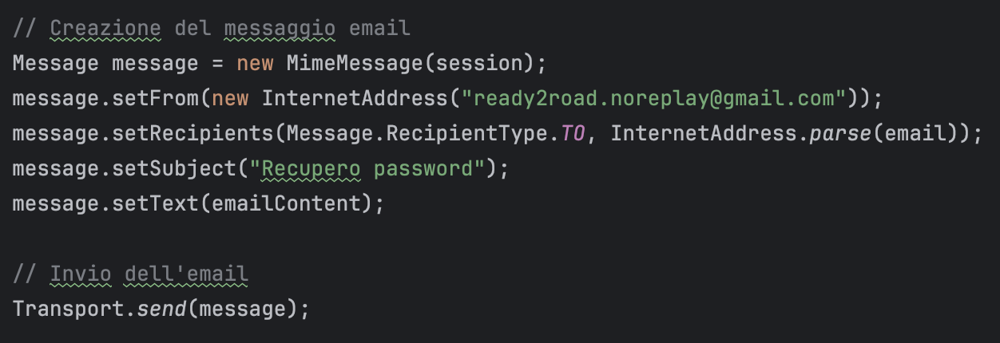 // Creazione del messaggio email
Message message = new MimeMessage(session);
message.setFrom(new InternetAddress("ready2road.noreplay@gmail.com"));
message.setRecipients(Message.RecipientType.TO, InternetAddress.parse(email));
message.setSubject("Recupero password");
message.setText(emailContent);
// Invio dell'email
Transport.send(message);